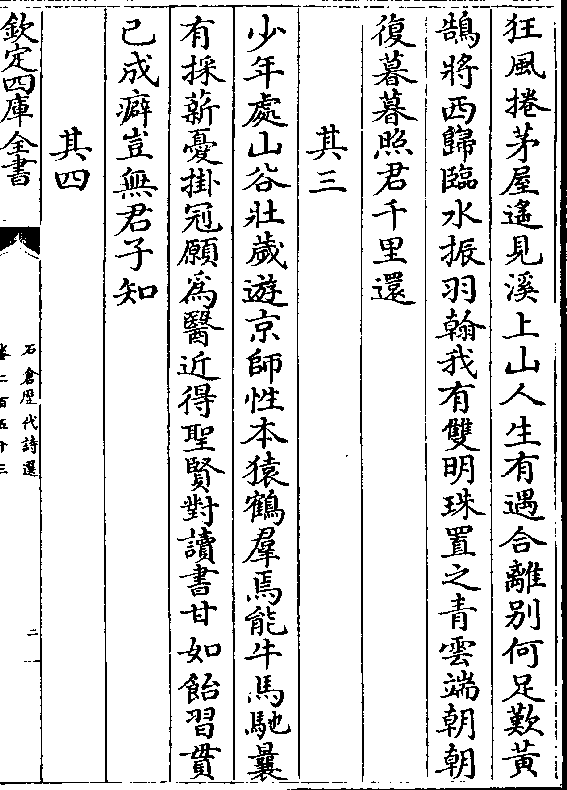 狂風捲茅屋遙見溪上山人生有遇合離別何足歎黃
鵠將西歸臨水振羽翰我有雙明珠置之青雲端朝朝
復暮暮照君千里還
其三
少年處山谷壯歲遊京師性本猿鶴羣焉能牛馬馳曩
有採薪憂掛冠願爲醫近得聖賢對讀書甘如飴習貫
已成癖豈無君子知
其四
欽定四庫全書
石倉歷代詩選
卷二百五十三
二